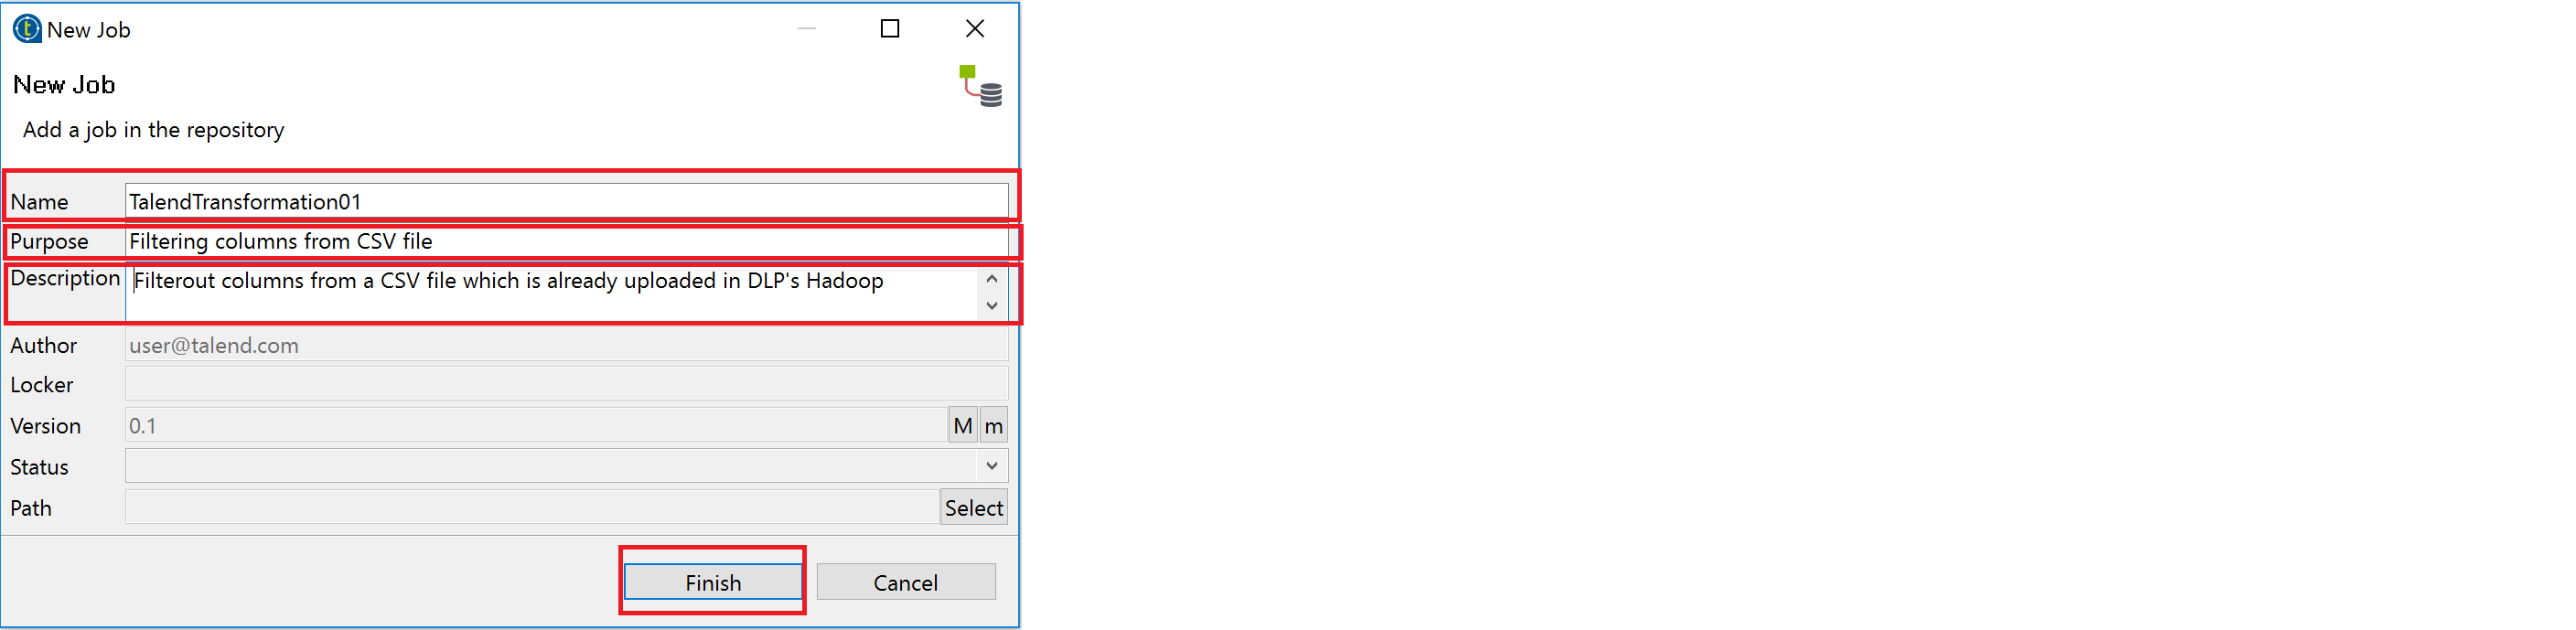 New Job
New Job
Add a job in the repository
Name TalendTransformation01
Purpose Filtering columns from CSV file
Description Filterout columns from a CSV file which is already uploaded in DLP's Hadoop
Author user@talend.com
Locker
Version 0.1 M m
Status
Path Select
Finish Cancel